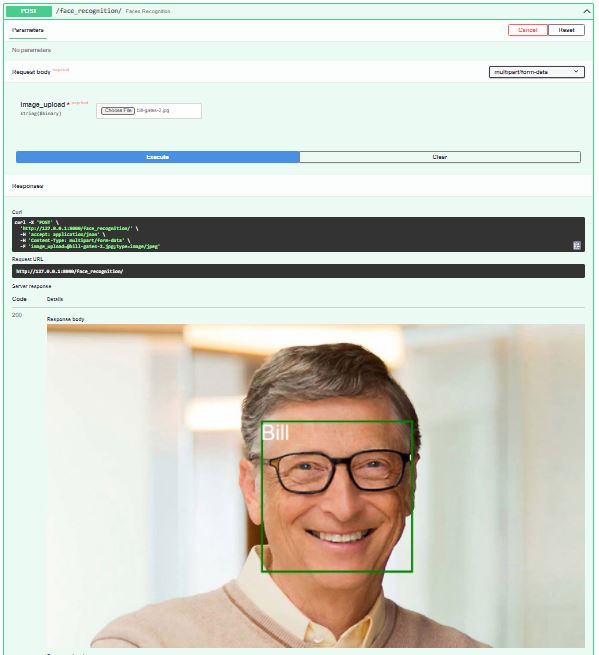 POST /face_recognition/ Faces Recognition
Parameters
Cancel Reset
No parameters
Request body required
multipart/form-data
image_upload * required
string($binary)
Choose File bill-gates-2.jpg
Execute Clear
Responses
Curl
curl -X 'POST' \
'http://127.0.0.1:8000/face_recognition/' \
-H 'accept: application/json' \
-H 'Content-Type: multipart/form-data' \
-F 'image_upload=@bill-gates-2.jpg;type=image/jpeg'
Request URL
http://127.0.0.1:8000/face_recognition/
Server response
Code Details
200
Response body
Bill